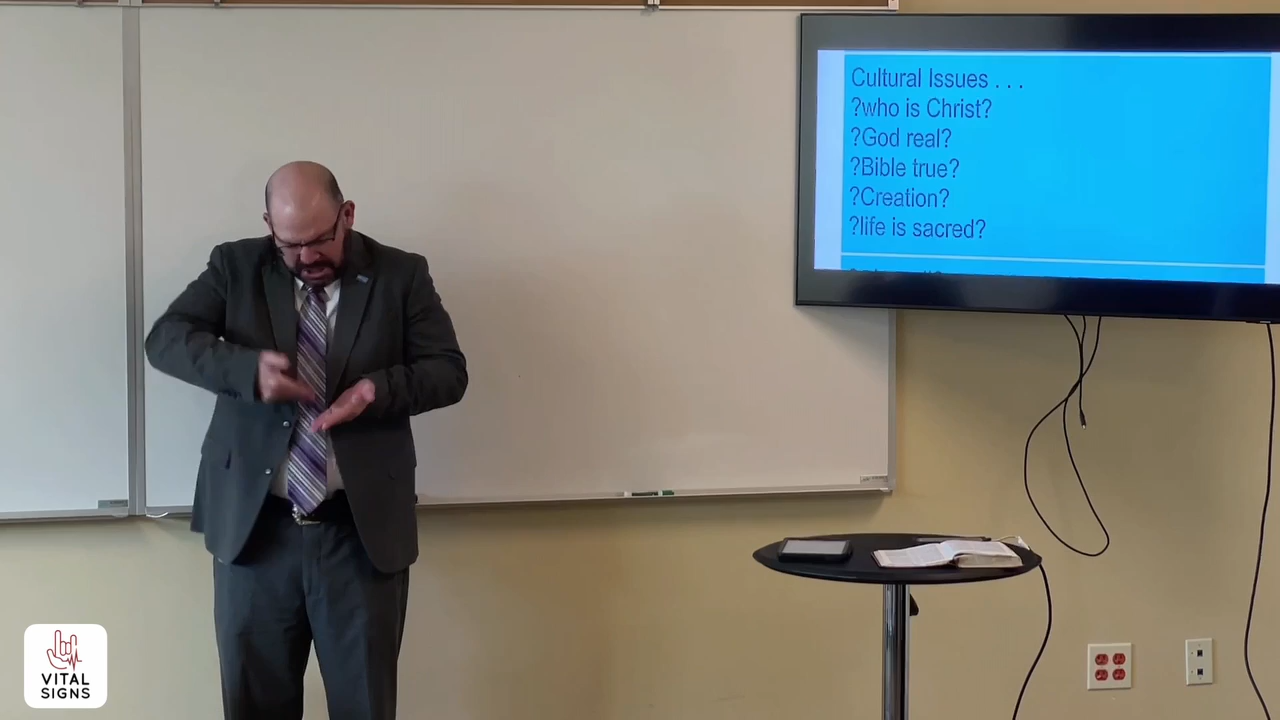 Cultural Issues . . .
?who is Christ?
?God real?
?Bible true?
?Creation?
?life is sacred?
VITAL
SIGNS